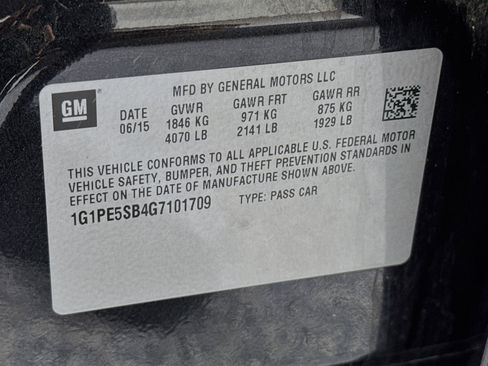 MFD BY GENERAL MOTORS LLC
GM
DATE GVWR GAWR FRT GAWR RR
06/15 1846 KG 971 KG 875 KG
4070 LB 2141 LB 1929 LB
THIS VEHICLE CONFORMS TO ALL APPLICABLE U.S. FEDERAL MOTOR
VEHICLE SAFETY, BUMPER, AND THEFT PREVENTION STANDARDS IN
EFFECT ON THE DATE OF MANUFACTURE SHOWN ABOVE.
1G1PE5SB4G7101709 TYPE: PASS CAR